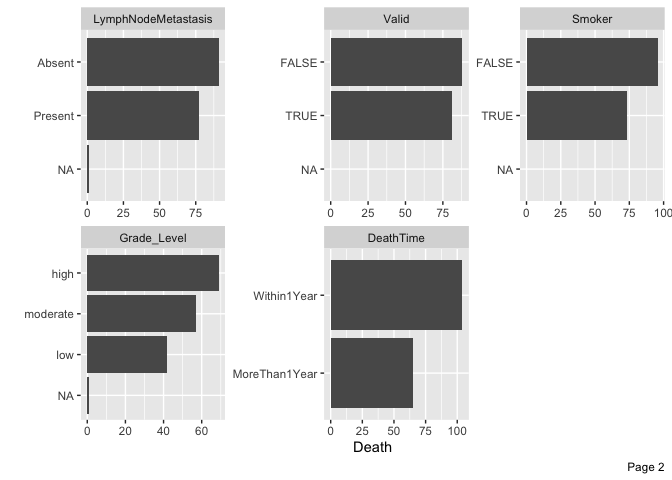 LymphNodeMetastasis
Absent
Present
NA
0 25 50 75
Valid
FALSE
TRUE
NA
0 25 50 75
Smoker
FALSE
TRUE
NA
0 25 50 75 100
Grade_Level
high
moderate
low
NA
0 20 40 60
DeathTime
Within1Year
MoreThan1Year
0 25 50 75 100
Death
Page 2